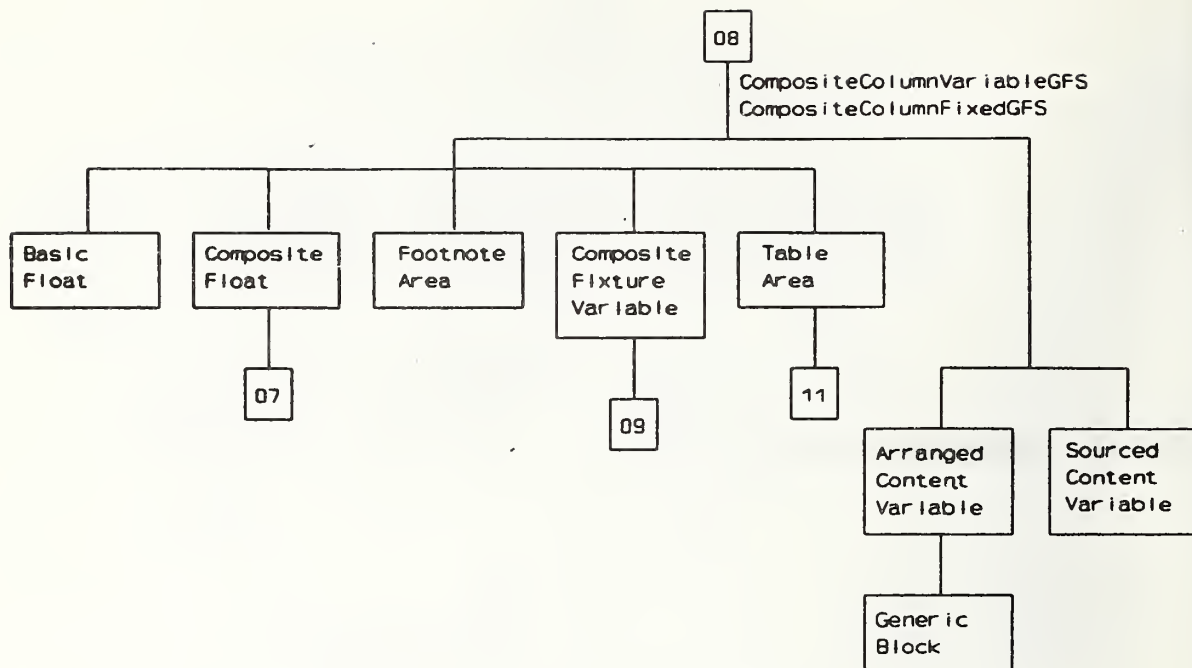 08
CompositeColumnVariableGFS
CompositeColumnFixedGFS
Basic
Float
Composite
Float
Footnote
Area
Composite
Fixture
Variable
Table
Area
07
09
11
Arranged
Content
Variable
Sourced
Content
Variable
Generic
Block